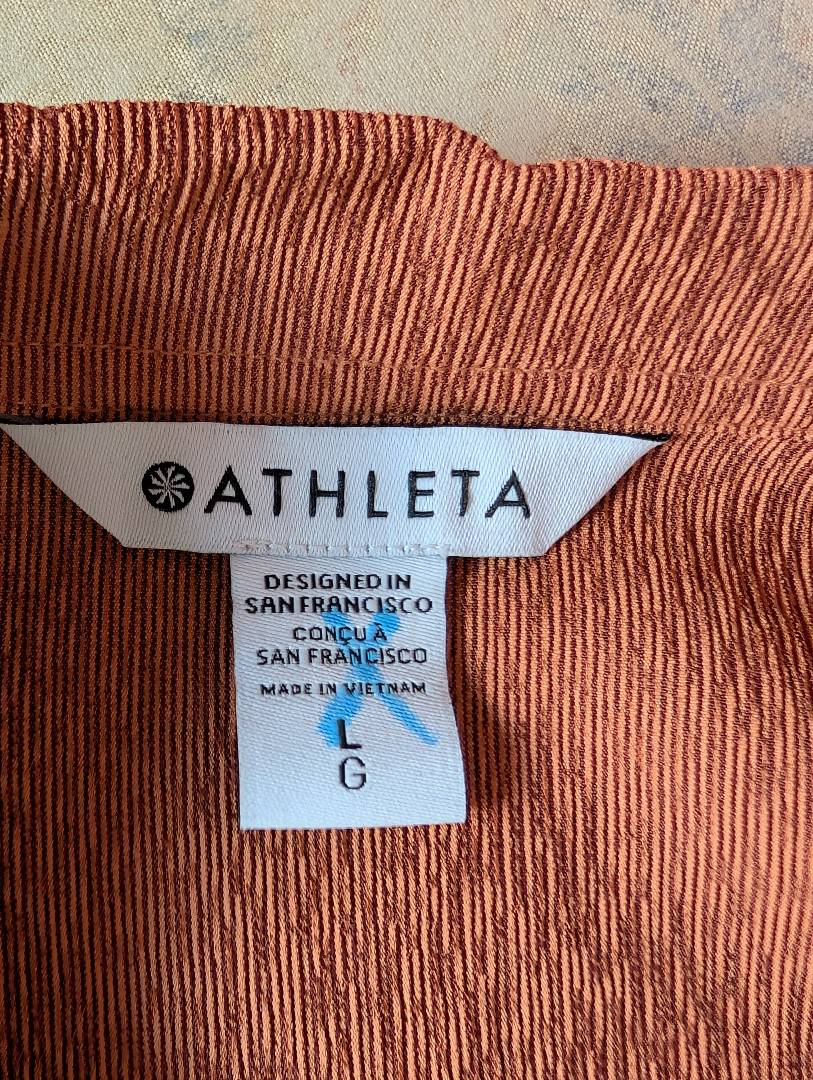 ATHLETA
DESIGNED IN
SAN FRANCISCO
CONÇU À
SAN FRANCISCO
MADE IN VIETNAM
L
G